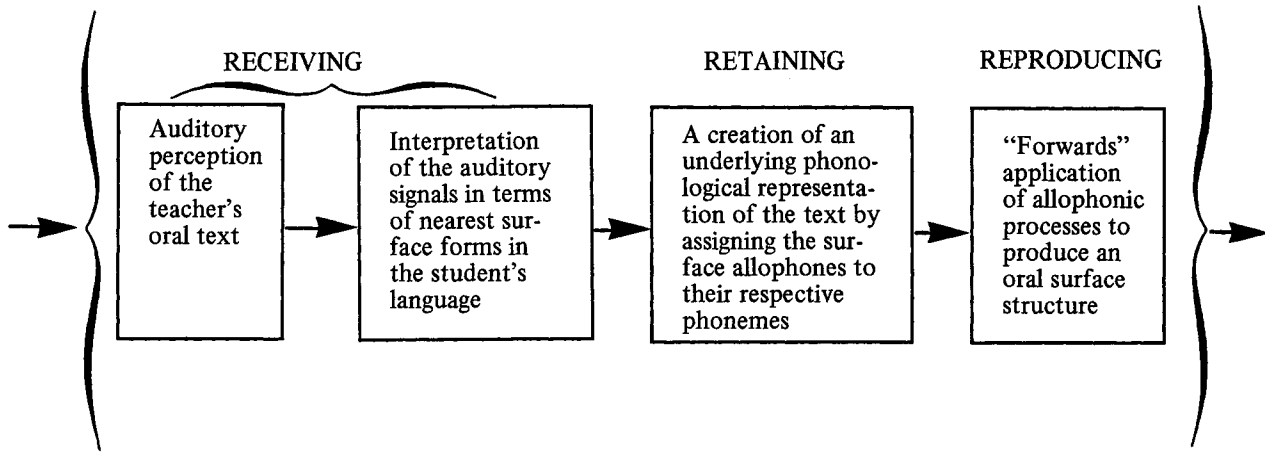 RECEIVING
RETAINING
REPRODUCING
Auditory
perception
of the
teacher's
oral text
Interpretation
of the auditory
signals in terms
of nearest sur-
face forms in
the student's
language
A creation of an
underlying phono-
logical representa-
tion of the text by
assigning the sur-
face allophones to
their respective
phonemes
“Forwards”
application
of allophonic
processes to
produce an
oral surface
structure